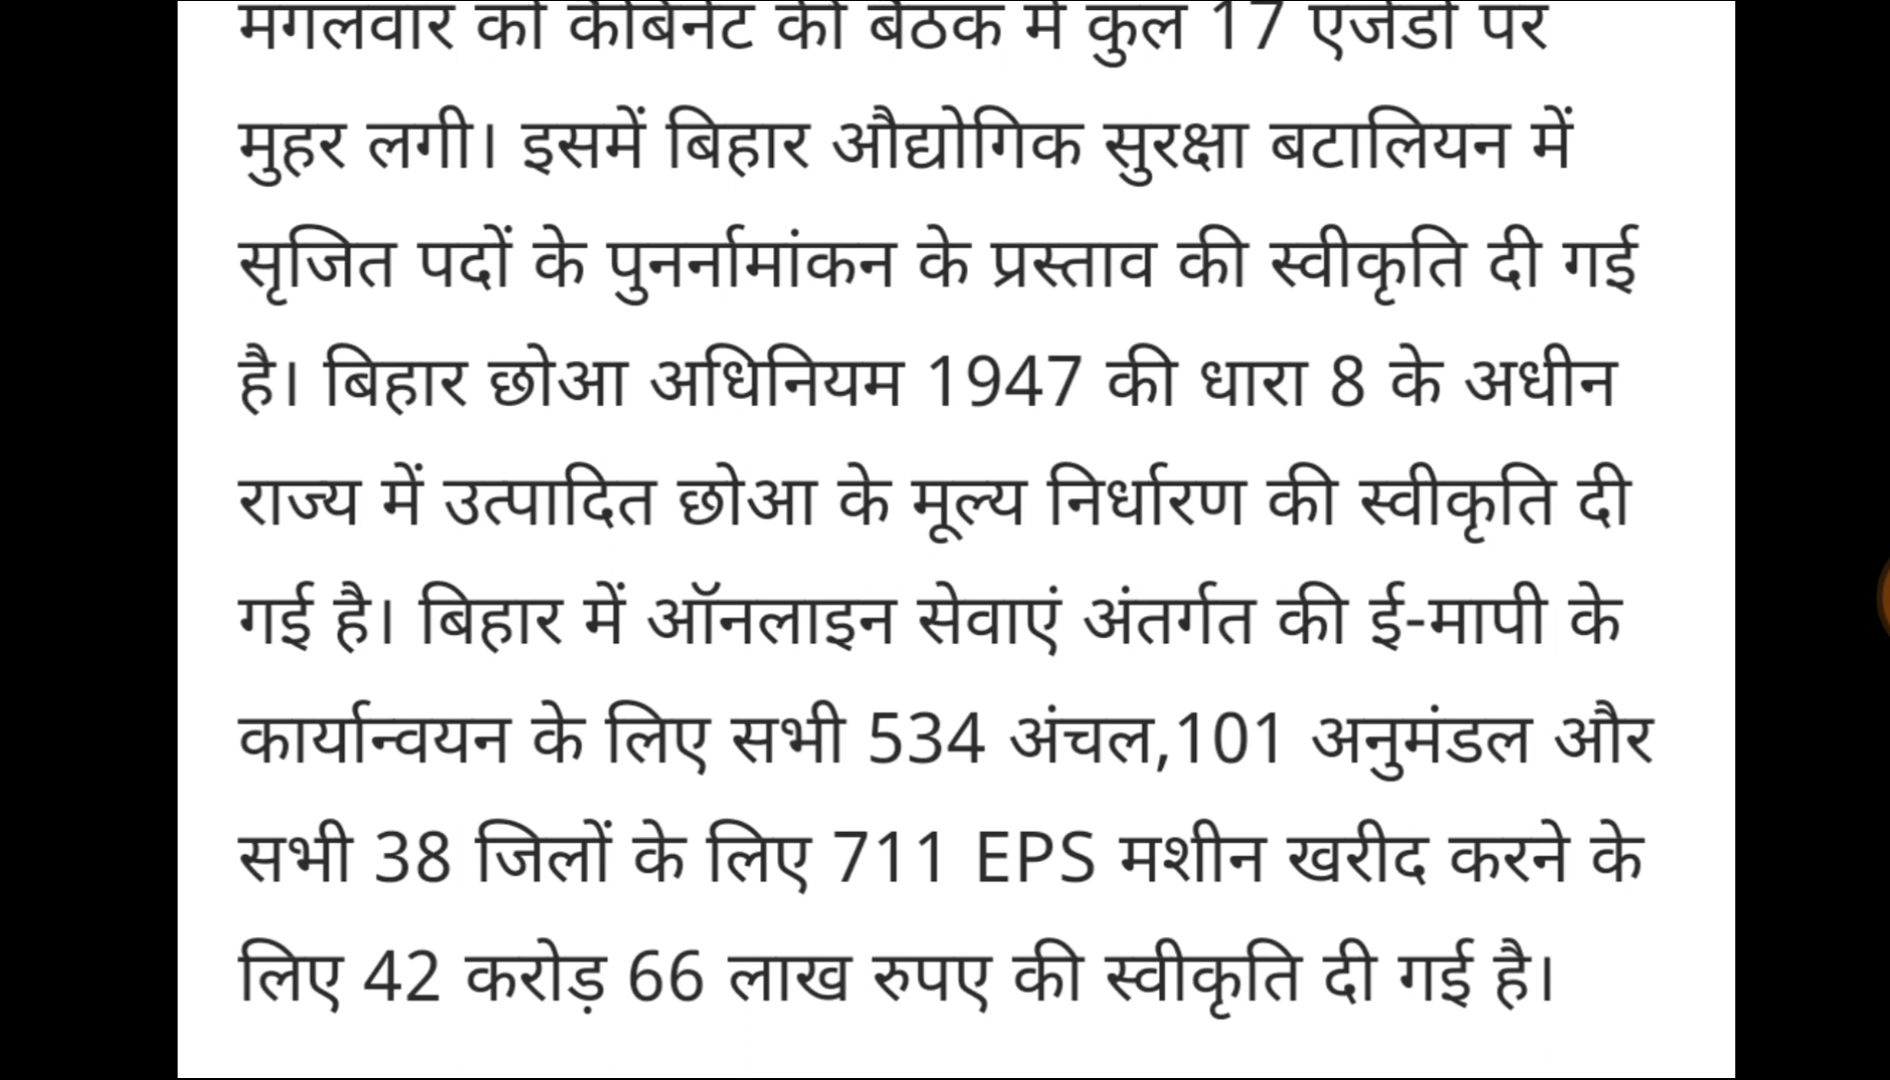 मंगलवार को कैबिनेट की बैठक में कुल 17 एजेंडों पर
मुहर लगी। इसमें बिहार औद्योगिक सुरक्षा बटालियन में
सृजित पदों के पुनर्नामांकन के प्रस्ताव की स्वीकृति दी गई
है। बिहार छोआ अधिनियम 1947 की धारा 8 के अधीन
राज्य में उत्पादित छोआ के मूल्य निर्धारण की स्वीकृति दी
गई है। बिहार में ऑनलाइन सेवाएं अंतर्गत की ई-मापी के
कार्यान्वयन के लिए सभी 534 अंचल,101 अनुमंडल और
सभी 38 जिलों के लिए 711 EPS मशीन खरीद करने के
लिए 42 करोड़ 66 लाख रुपए की स्वीकृति दी गई है।